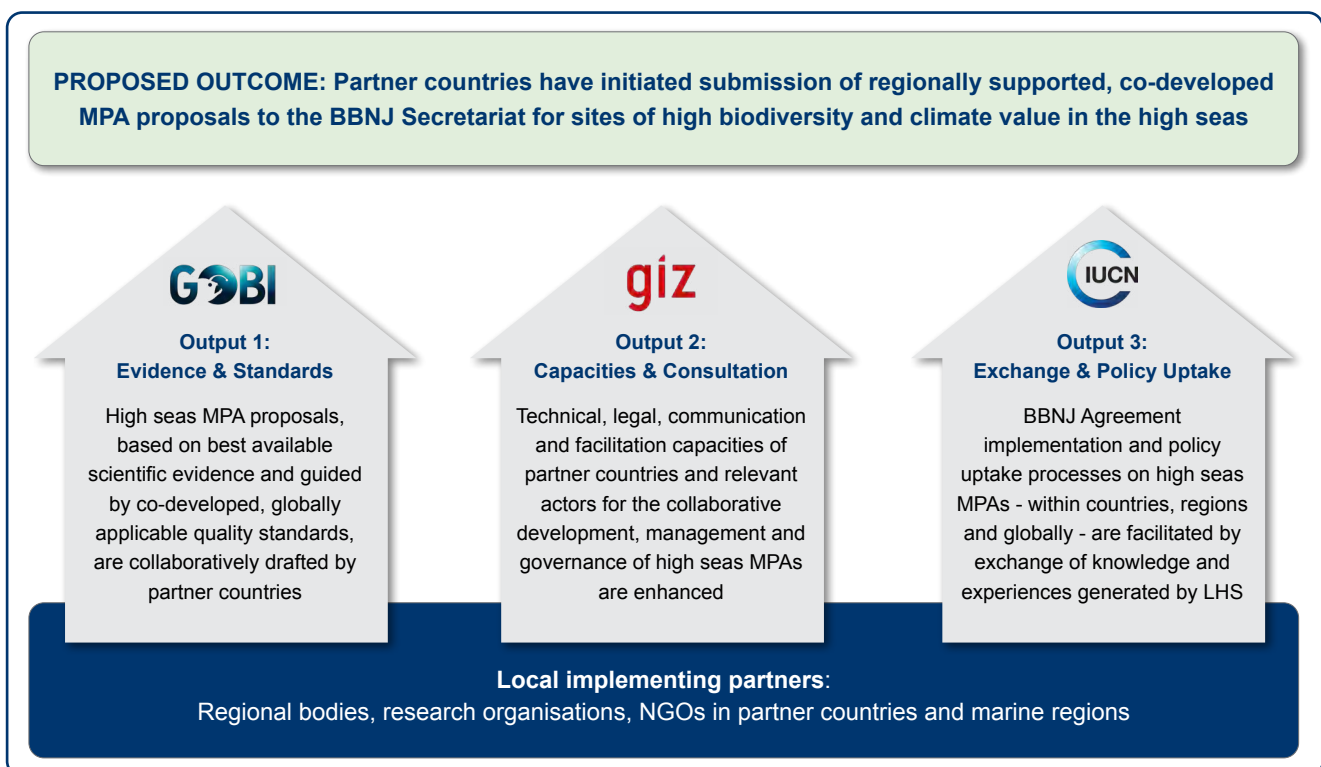 PROPOSED OUTCOME: Partner countries have initiated submission of regionally supported, co-developed
MPA proposals to the BBNJ Secretariat for sites of high biodiversity and climate value in the high seas
GOBI
Output 1:
Evidence & Standards
High seas MPA proposals,
based on best available
scientific evidence and guided
by co-developed, globally
applicable quality standards,
are collaboratively drafted by
partner countries
giz
Output 2:
Capacities & Consultation
Technical, legal, communication
and facilitation capacities of
partner countries and relevant
actors for the collaborative
development, management and
governance of high seas MPAs
are enhanced
IUCN
Output 3:
Exchange & Policy Uptake
BBNJ Agreement
implementation and policy
uptake processes on high seas
MPAs - within countries, regions
and globally - are facilitated by
exchange of knowledge and
experiences generated by LHS
Local implementing partners:
Regional bodies, research organisations, NGOs in partner countries and marine regions